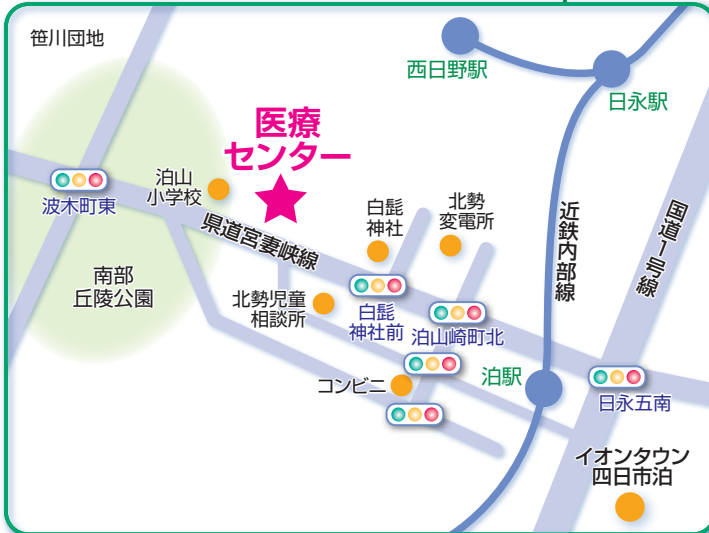 笹川団地
西日野駅
日永駅
医療
センター
泊山
小学校
波木町東
白髭
神社
北勢
変電所
県道宮妻峡線
近鉄内部線
国道1号線
南部
丘陵公園
北勢児童
相談所
白髭
神社前
泊山崎町北
コンビニ
泊駅
日永五南
イオンタウン
四日市泊